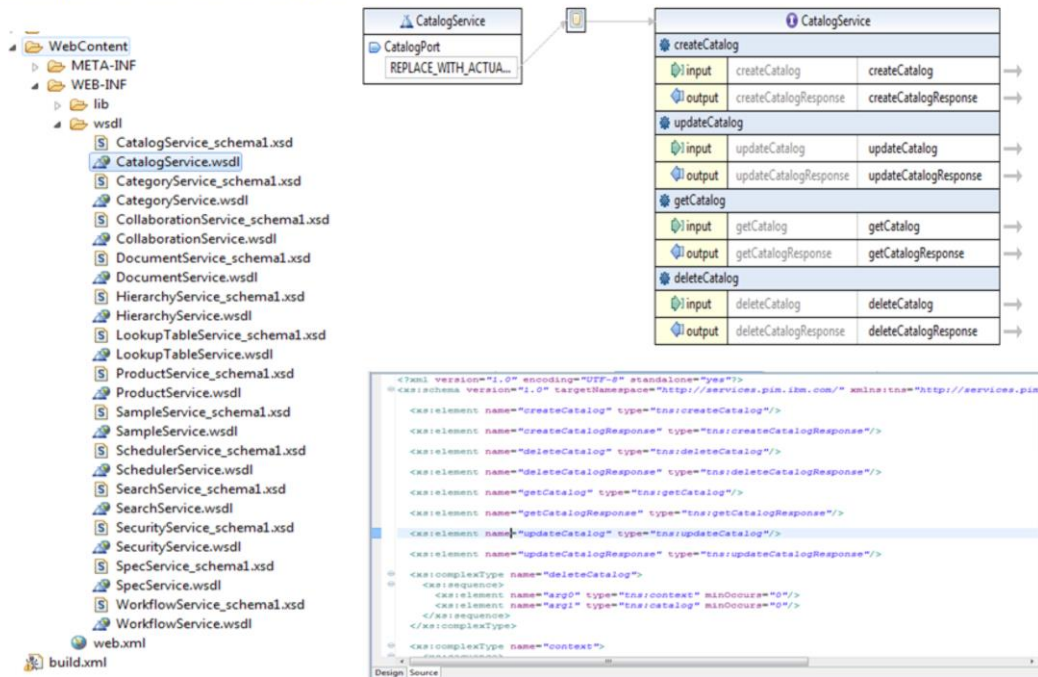 WebContent
META-INF
WEB-INF
lib
wsdl
CatalogService_schema1.xsd
CatalogService.wsdl
CategoryService_schema1.xsd
CategoryService.wsdl
CollaborationService_schema1.xsd
CollaborationService.wsdl
DocumentService_schema1.xsd
DocumentService.wsdl
HierarchyService_schema1.xsd
HierarchyService.wsdl
LookupTableService_schema1.xsd
LookupTableService.wsdl
ProductService_schema1.xsd
ProductService.wsdl
SampleService_schema1.xsd
SampleService.wsdl
SchedulerService_schema1.xsd
SchedulerService.wsdl
SearchService_schema1.xsd
SearchService.wsdl
SecurityService_schema1.xsd
SecurityService.wsdl
SpecService_schema1.xsd
SpecService.wsdl
WorkflowService_schema1.xsd
WorkflowService.wsdl
web.xml
build.xml
CatalogService
CatalogPort
REPLACE_WITH_ACTUA...
CatalogService
createCatalog
input createCatalog createCatalog
output createCatalogResponse createCatalogResponse
updateCatalog
input updateCatalog updateCatalog
output updateCatalogResponse updateCatalogResponse
getCatalog
input getCatalog getCatalog
output getCatalogResponse getCatalogResponse
deleteCatalog
input deleteCatalog deleteCatalog
output deleteCatalogResponse deleteCatalogResponse
<?xml version="1.0" encoding="UTF-8" standalone="yes"?>
<xs:schema version="1.0" targetNamespace="http://services.pim.ibm.com/" xmlns:tns="http://services.pim
<xs:element name="createCatalog" type="tns:createCatalog"/>
<xs:element name="createCatalogResponse" type="tns:createCatalogResponse"/>
<xs:element name="deleteCatalog" type="tns:deleteCatalog"/>
<xs:element name="deleteCatalogResponse" type="tns:deleteCatalogResponse"/>
<xs:element name="getCatalog" type="tns:getCatalog"/>
<xs:element name="getCatalogResponse" type="tns:getCatalogResponse"/>
<xs:element name="updateCatalog" type="tns:updateCatalog"/>
<xs:element name="updateCatalogResponse" type="tns:updateCatalogResponse"/>
<xs:complexType name="deleteCatalog">
<xs:sequence>
<xs:element name="arg0" type="tns:context" minOccurs="0"/>
<xs:element name="arg1" type="tns:catalog" minOccurs="0"/>
</xs:sequence>
</xs:complexType>
<xs:complexType name="context">
Design Source